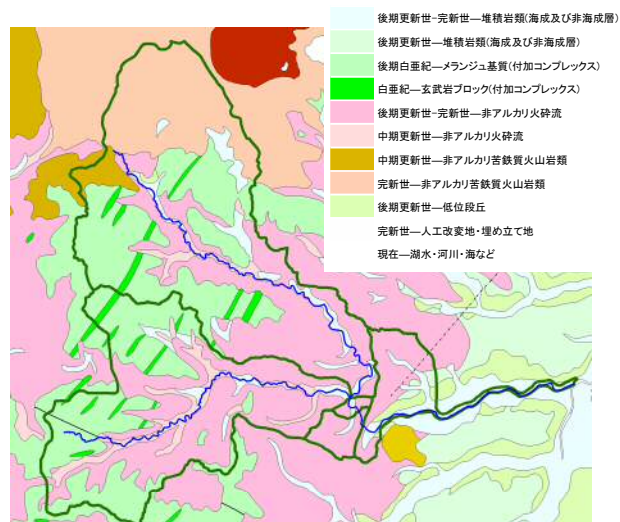 後期更新世-完新世―堆積岩類(海成及び非海成層)
後期更新世―堆積岩類(海成及び非海成層)
後期白亜紀―メランジュ基質(付加コンプレックス)
白亜紀―玄武岩ブロック(付加コンプレックス)
後期更新世-完新世―非アルカリ火砕流
中期更新世―非アルカリ火砕流
中期更新世―非アルカリ苦鉄質火山岩類
完新世―非アルカリ苦鉄質火山岩類
後期更新世―低位段丘
完新世―人工改変地・埋め立て地
現在―湖水・河川・海など